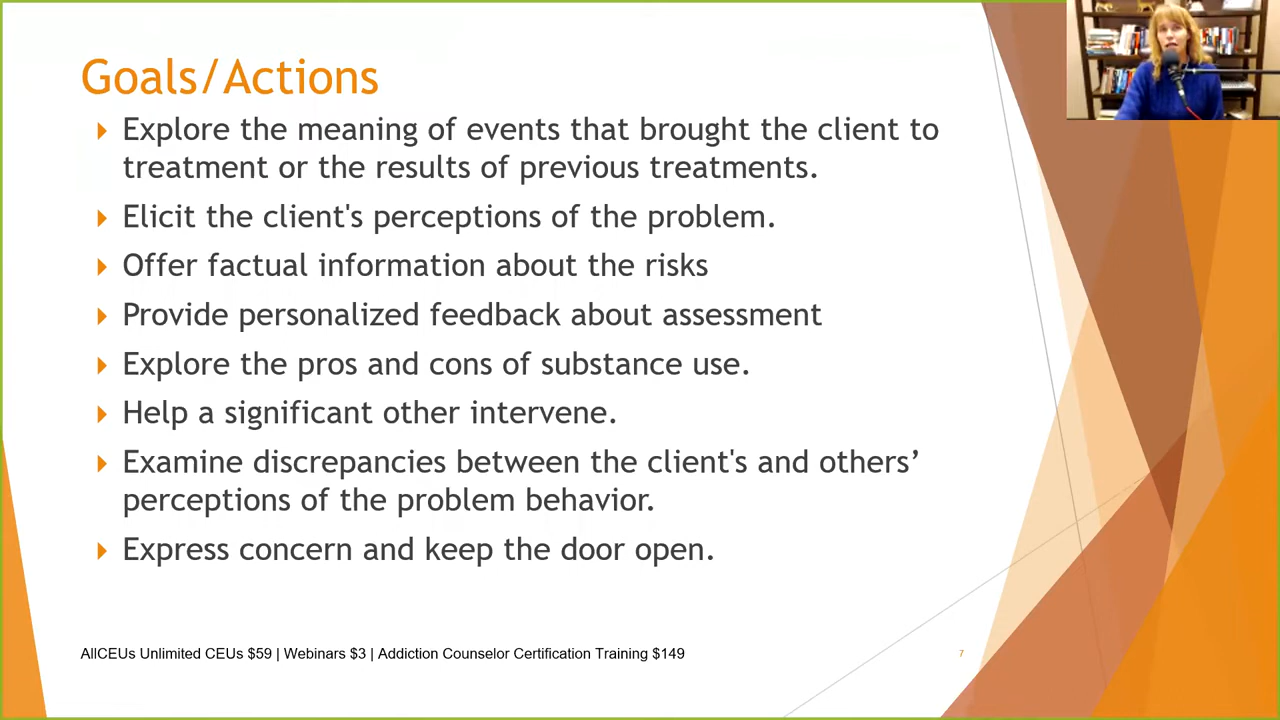 Goals/Actions
Explore the meaning of events that brought the client to
treatment or the results of previous treatments.
Elicit the client's perceptions of the problem.
Offer factual information about the risks
Provide personalized feedback about assessment
Explore the pros and cons of substance use.
Help a significant other intervene.
Examine discrepancies between the client's and others’
perceptions of the problem behavior.
Express concern and keep the door open.
AllCEUs Unlimited CEUs $59 | Webinars $3 | Addiction Counselor Certification Training $149
7